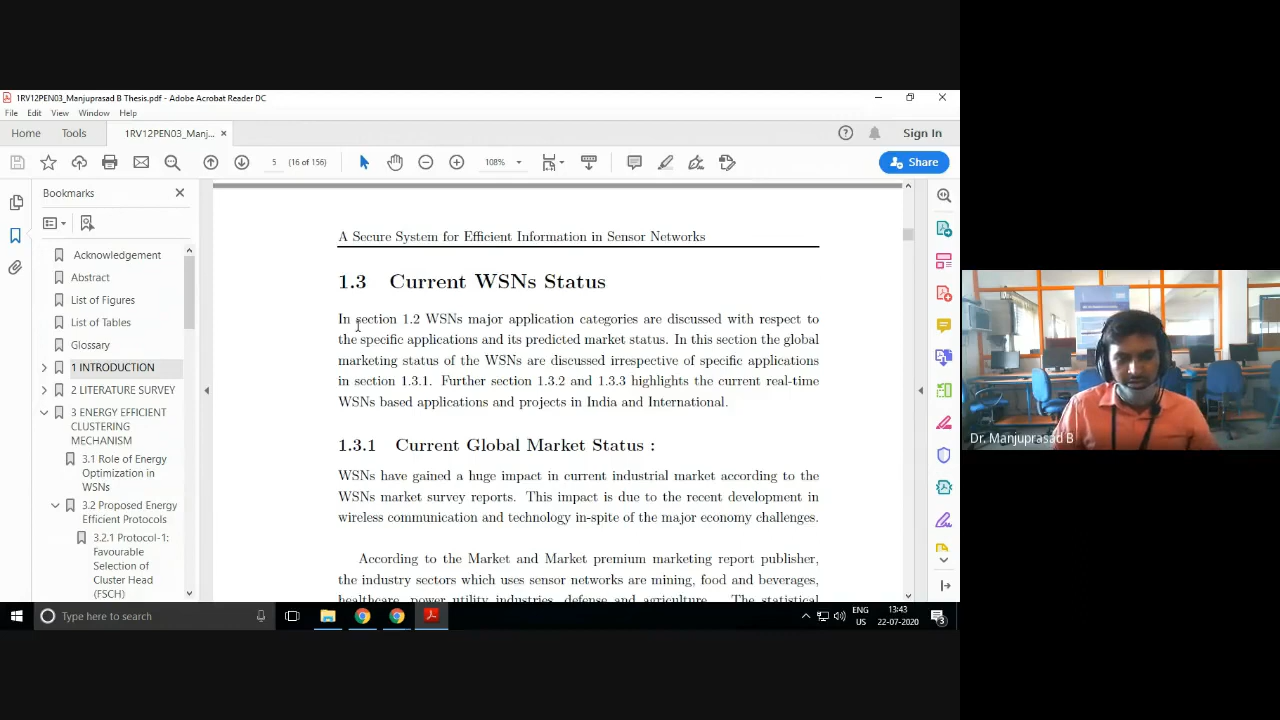 1RV12PEN03_Manjuprasad B Thesis.pdf - Adobe Acrobat Reader DC
File Edit View Window Help
Home Tools 1RV12PEN03_Manj... × Sign In
5 (16 of 156) 108% Share
Bookmarks
Acknowledgement
Abstract
List of Figures
List of Tables
Glossary
1 INTRODUCTION
2 LITERATURE SURVEY
3 ENERGY EFFICIENT
CLUSTERING
MECHANISM
3.1 Role of Energy
Optimization in
WSNs
3.2 Proposed Energy
Efficient Protocols
3.2.1 Protocol-1:
Favourable
Selection of
Cluster Head
(FSCH)
A Secure System for Efficient Information in Sensor Networks
1.3 Current WSNs Status
In section 1.2 WSNs major application categories are discussed with respect to
the specific applications and its predicted market status. In this section the global
marketing status of the WSNs are discussed irrespective of specific applications
in section 1.3.1. Further section 1.3.2 and 1.3.3 highlights the current real-time
WSNs based applications and projects in India and International.
1.3.1 Current Global Market Status :
WSNs have gained a huge impact in current industrial market according to the
WSNs market survey reports. This impact is due to the recent development in
wireless communication and technology in-spite of the major economy challenges.
According to the Market and Market premium marketing report publisher,
the industry sectors which uses sensor networks are mining, food and beverages,
healthcare, power utility industries, defense and agriculture. The statistical
Dr. Manjuprasad B
Type here to search
ENG
US
13:43
22-07-2020
3